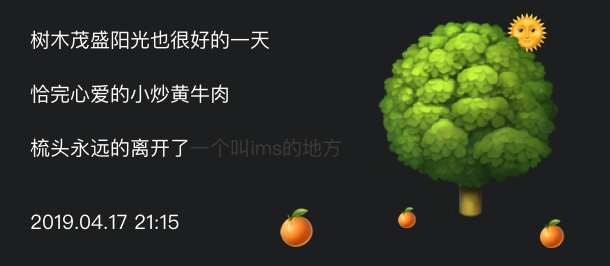 树木茂盛阳光也很好的一天
恰完心爱的小炒黄牛肉
梳头永远的离开了一个叫ims的地方
2019.04.17 21:15